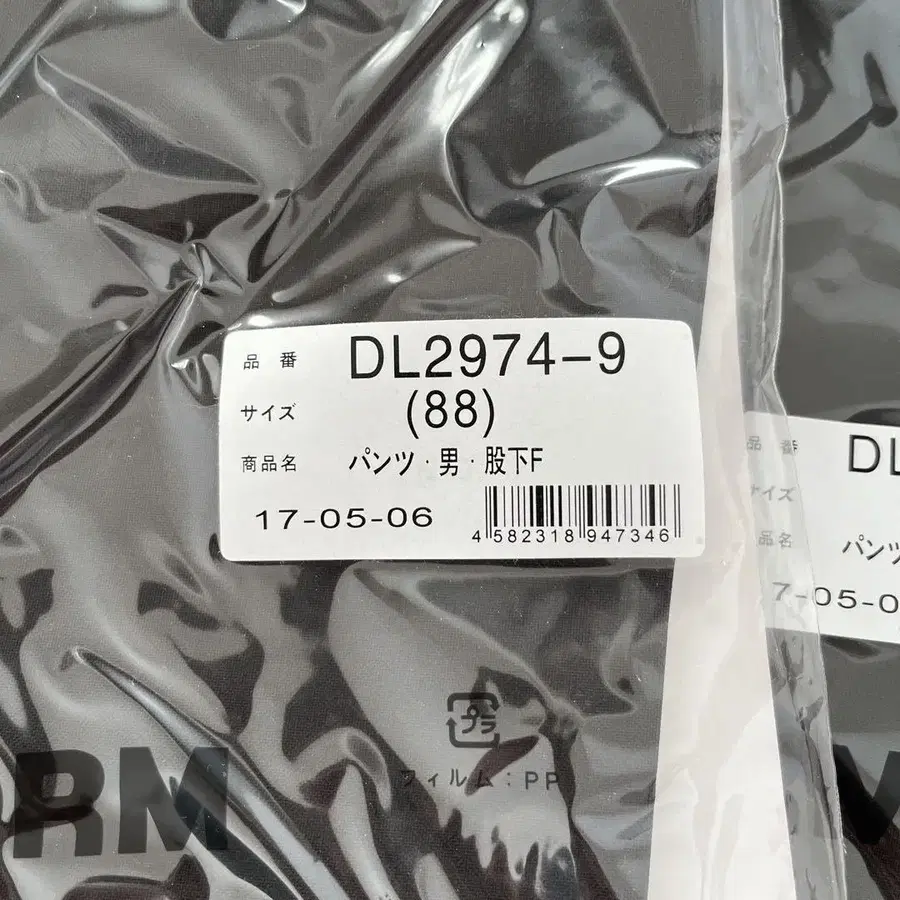 品番 DL2974-9
サイズ (88)
商品名 パンツ・男・股下F
17-05-06
4 582318 947346
品番 DL
サイズ
品名 パンツ
7-05-0
プラ
フィルム:PP
RM